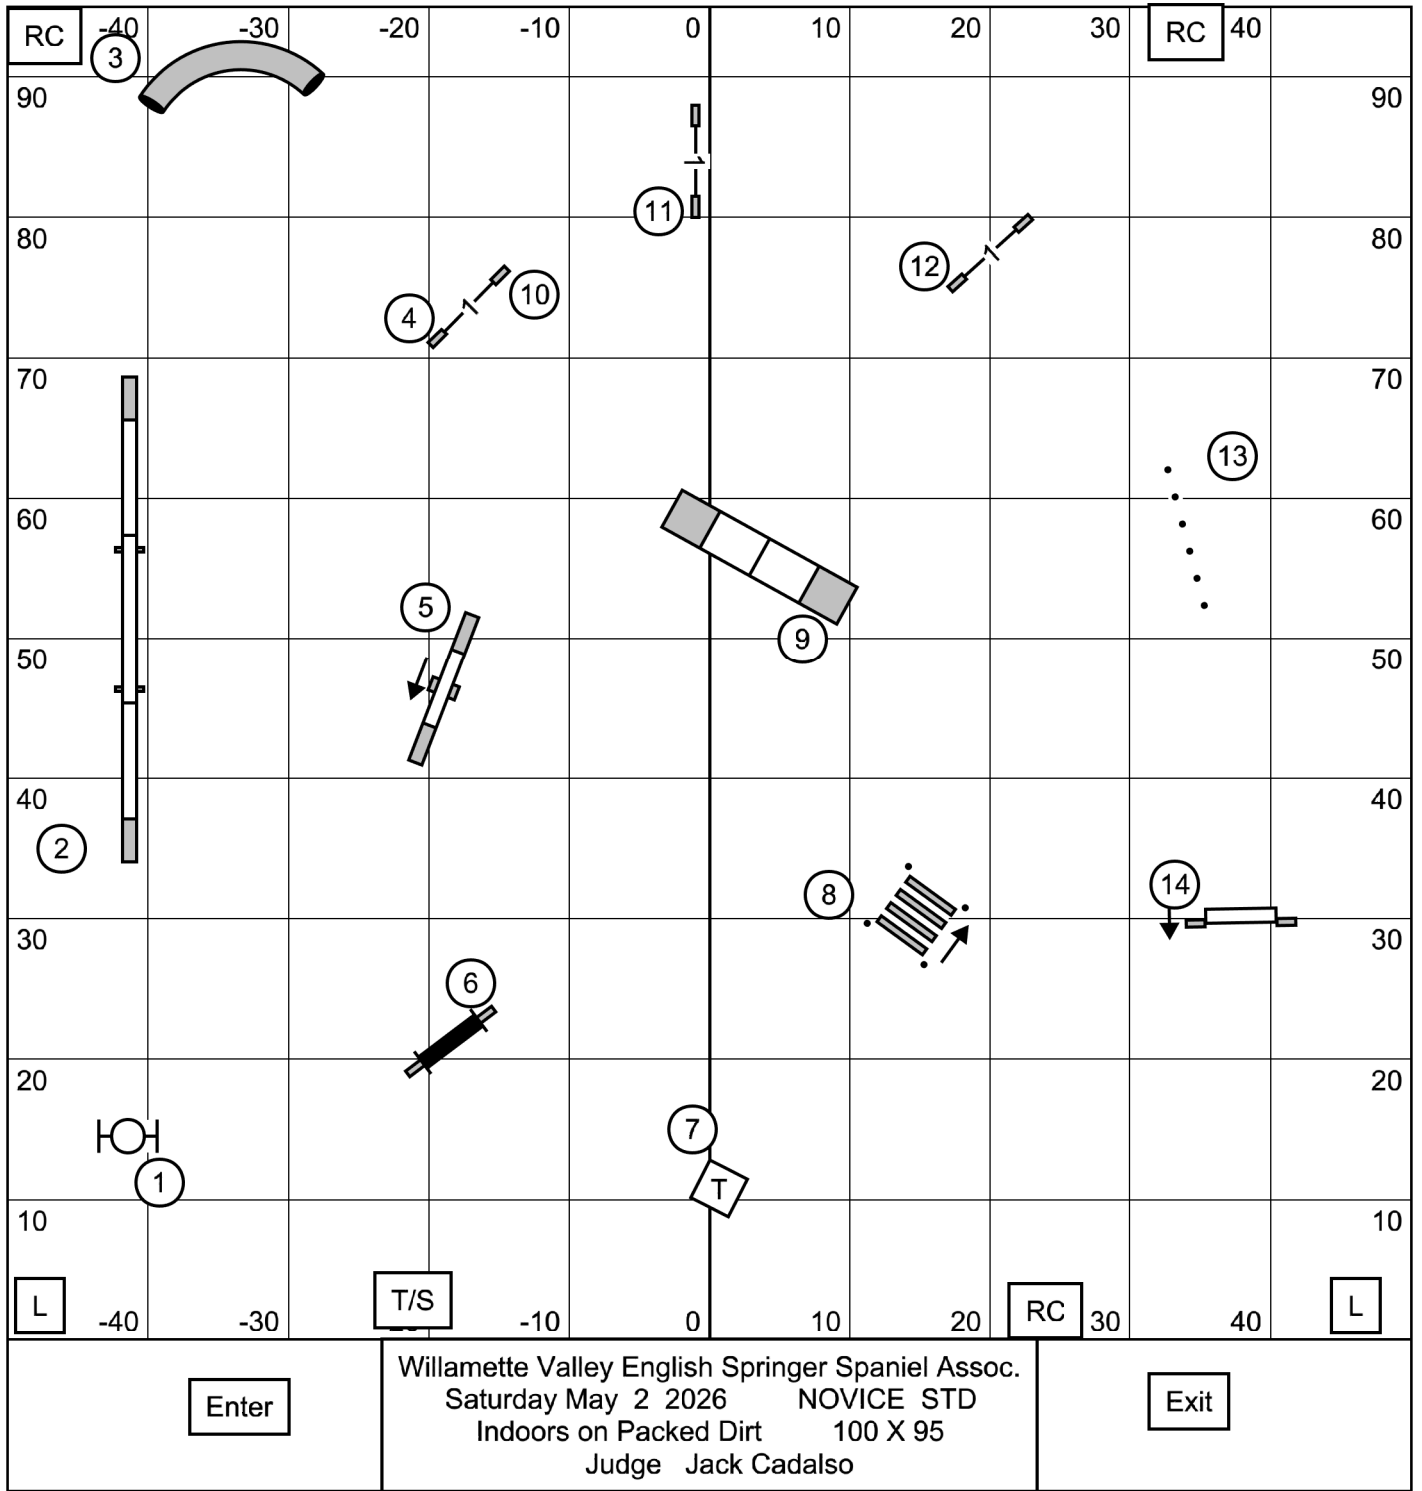 RC -40 -30 -20 -10 0 10 20 30 RC 40
3
90 90
1
11
80 80
12 1
4 1 10
70 70
13
60 60
5
9
50 50
40 40
2
8 14
30 30
6
20 20
7
1
T
10 10
L -40 -30 T/S -10 0 10 20 RC 30 40 L
Enter
Willamette Valley English Springer Spaniel Assoc.
Saturday May 2 2026 NOVICE STD
Indoors on Packed Dirt 100 X 95
Judge Jack Cadalso
Exit